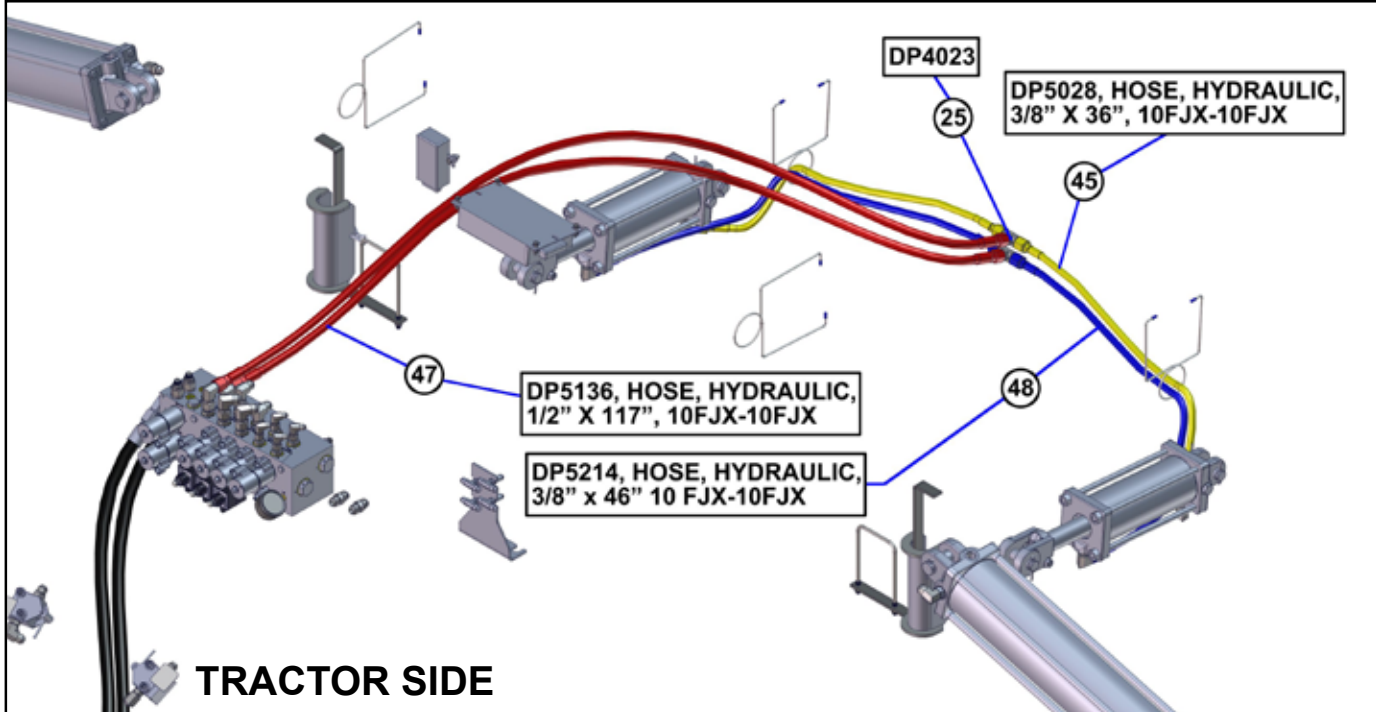 DP4023
25
DP5028, HOSE, HYDRAULIC,
3/8" X 36", 10FJX-10FJX
45
47
DP5136, HOSE, HYDRAULIC,
1/2” X 117”, 10FJX-10FJX
48
DP5214, HOSE, HYDRAULIC,
3/8” x 46” 10 FJX-10FJX
TRACTOR SIDE